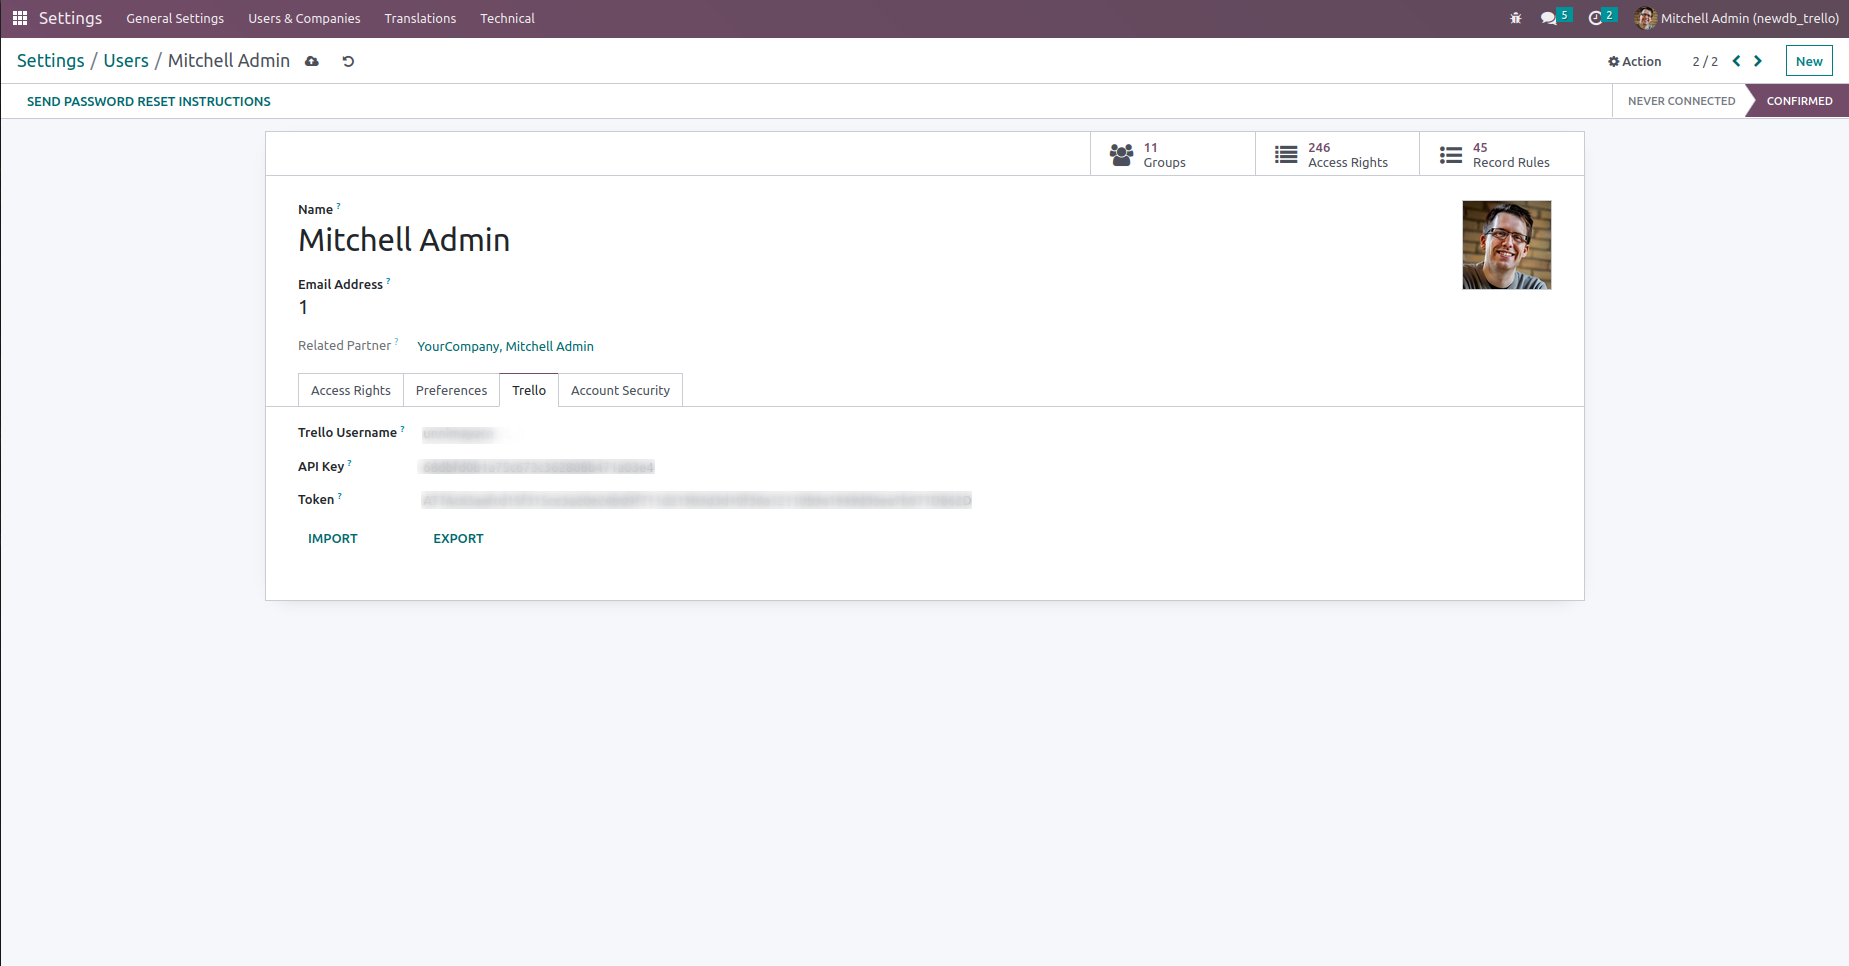 Settings General Settings Users & Companies Translations Technical 5 2 Mitchell Admin (newdb_trello)
Settings / Users / Mitchell Admin Action 2 / 2 New
SEND PASSWORD RESET INSTRUCTIONS NEVER CONNECTED CONFIRMED
11
Groups
246
Access Rights
45
Record Rules
Name ?
Mitchell Admin
Email Address ?
1
Related Partner ? YourCompany, Mitchell Admin
Access Rights Preferences Trello Account Security
Trello Username ?
API Key ?
Token ?
IMPORT EXPORT